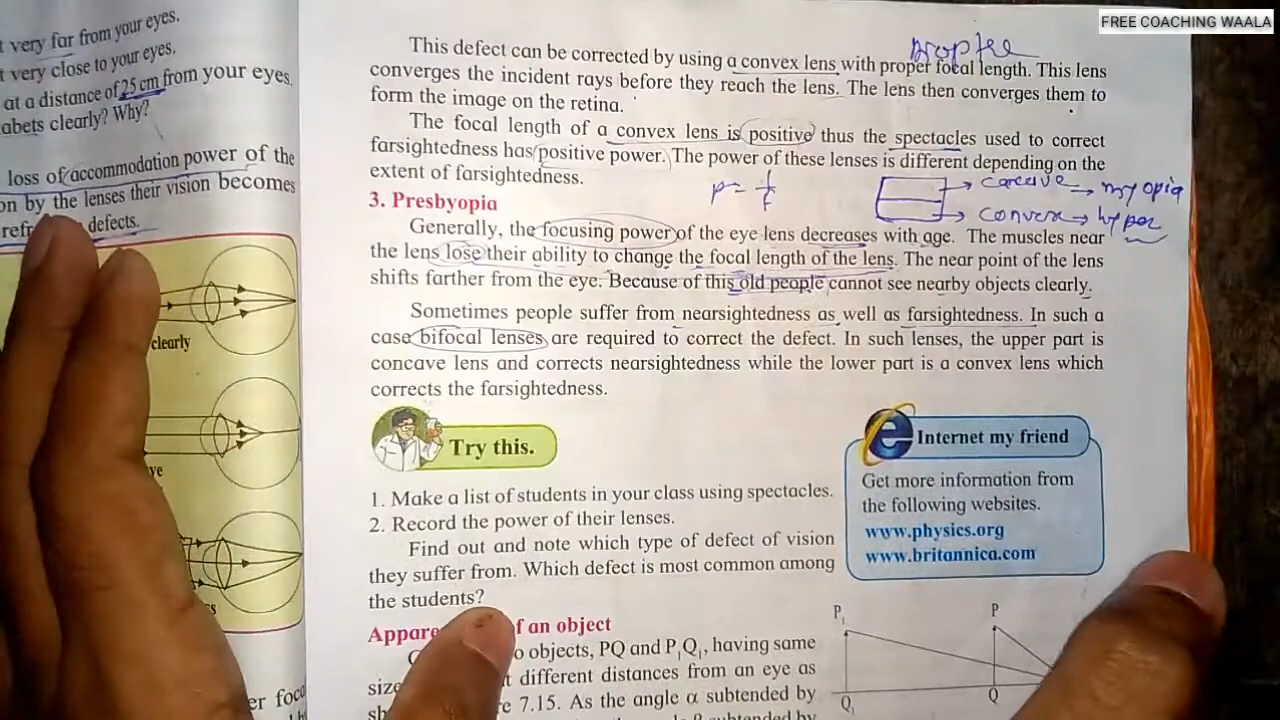 FREE COACHING WAALA
t very far from your eyes.
t very close to your eyes.
at a distance of 25 cm from your eyes.
abets clearly? Why?
loss of accommodation power of the
on by the lenses their vision becomes
defects.
clearly
er foca
This defect can be corrected by using a convex lens with proper focal length. This lens
converges the incident rays before they reach the lens. The lens then converges them to
form the image on the retina.
The focal length of a convex lens is positive thus the spectacles used to correct
farsightedness has positive power. The power of these lenses is different depending on the
extent of farsightedness.
P = 1/f
concave → myopia
convex → hyper
3. Presbyopia
Generally, the focusing power of the eye lens decreases with age. The muscles near
the lens lose their ability to change the focal length of the lens. The near point of the lens
shifts farther from the eye. Because of this old people cannot see nearby objects clearly.
Sometimes people suffer from nearsightedness as well as farsightedness. In such a
case bifocal lenses are required to correct the defect. In such lenses, the upper part is
concave lens and corrects nearsightedness while the lower part is a convex lens which
corrects the farsightedness.
Try this.
1. Make a list of students in your class using spectacles.
2. Record the power of their lenses.
Find out and note which type of defect of vision
they suffer from. Which defect is most common among
the students?
Internet my friend
Get more information from
the following websites.
www.physics.org
www.britannica.com
f an object
o objects, PQ and P₁Q₁, having same
size t different distances from an eye as
sh e 7.15. As the angle α subtended by
β subtended by
P₁
P
Q₁
Q